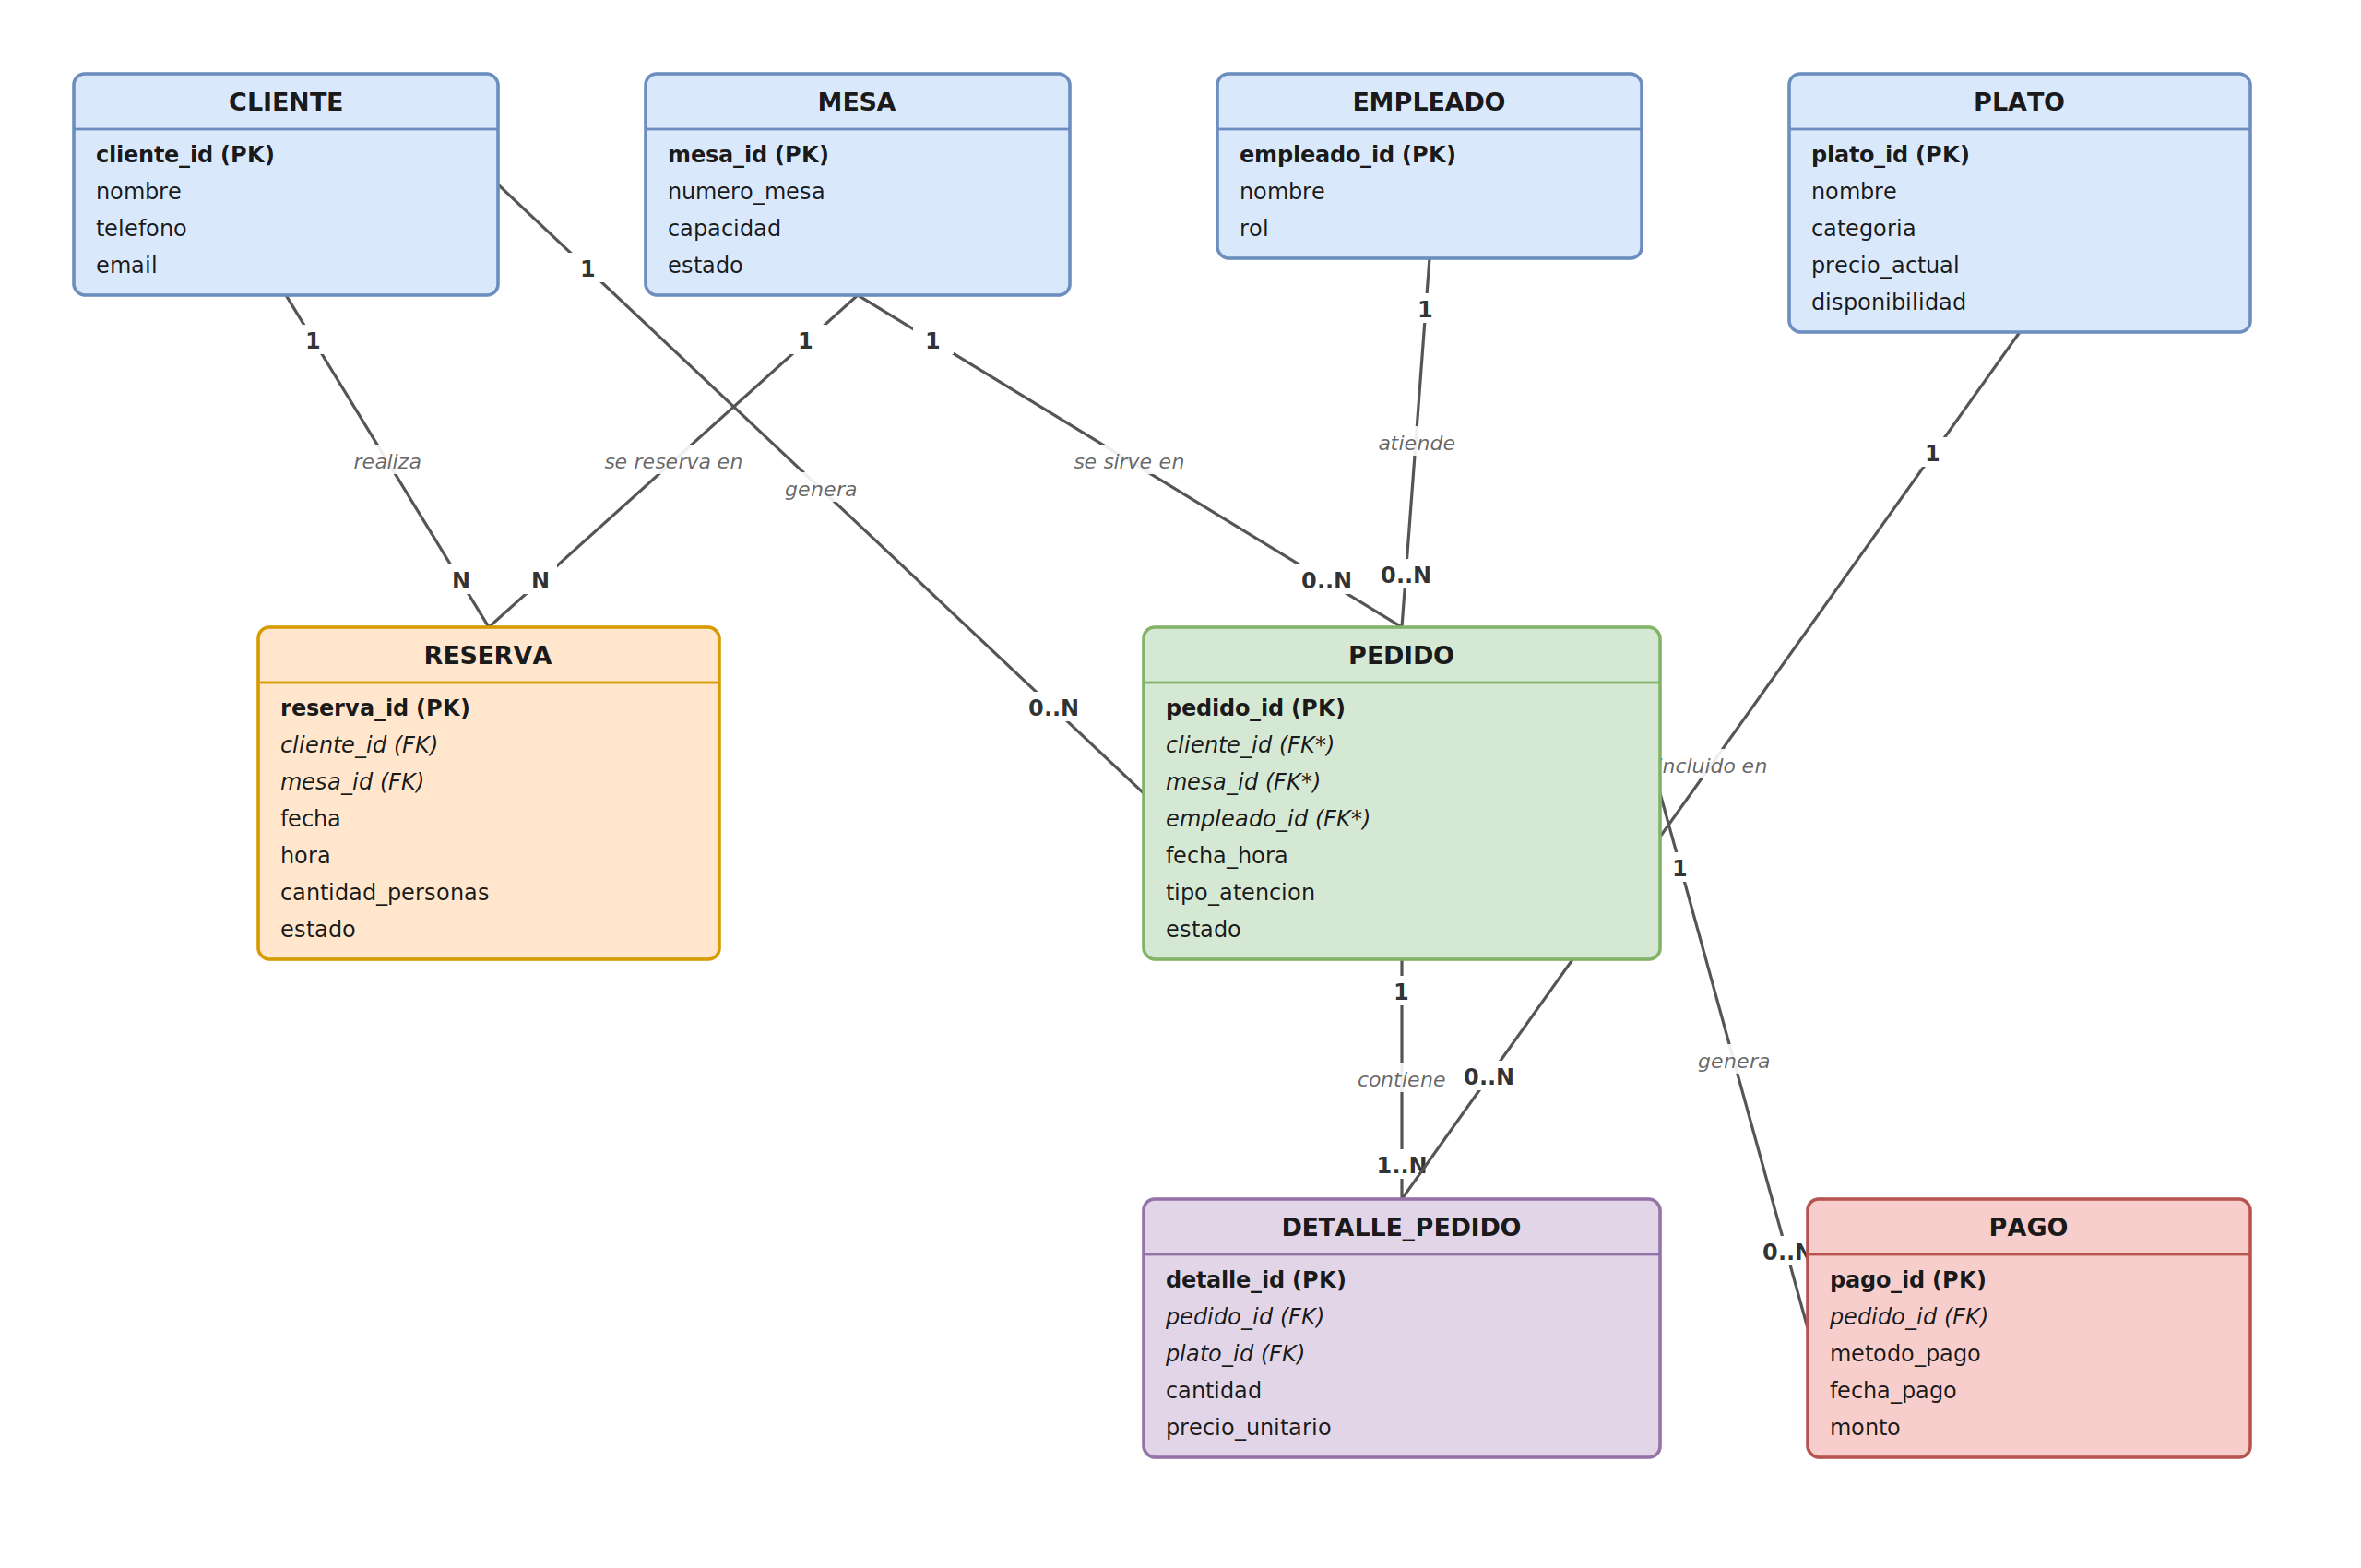 CLIENTE
cliente_id (PK)
nombre
telefono
email
MESA
mesa_id (PK)
numero_mesa
capacidad
estado
EMPLEADO
empleado_id (PK)
nombre
rol
PLATO
plato_id (PK)
nombre
categoria
precio_actual
disponibilidad
1
1
1
1
1
1
realiza
se reserva en
genera
se sirve en
atiende
N
N
0..N
0..N
0..N
RESERVA
reserva_id (PK)
cliente_id (FK)
mesa_id (FK)
fecha
hora
cantidad_personas
estado
PEDIDO
pedido_id (PK)
cliente_id (FK*)
mesa_id (FK*)
empleado_id (FK*)
fecha_hora
tipo_atencion
estado
incluido en
1
1
contiene
0..N
genera
1..N
0..N
DETALLE_PEDIDO
detalle_id (PK)
pedido_id (FK)
plato_id (FK)
cantidad
precio_unitario
PAGO
pago_id (PK)
pedido_id (FK)
metodo_pago
fecha_pago
monto